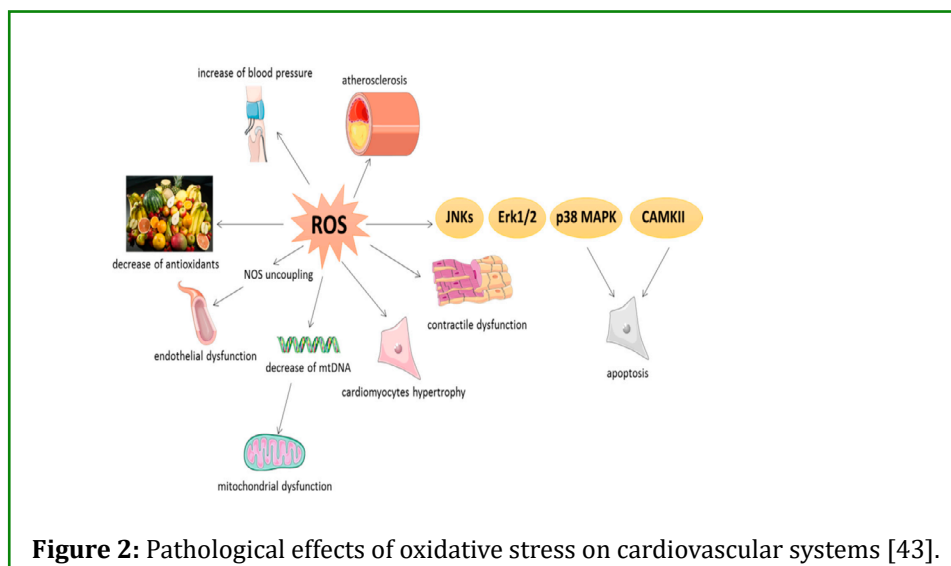 increase of blood pressure
atherosclerosis
ROS
JNKs
Erk1/2
p38 MAPK
CAMKII
decrease of antioxidants
NOS uncoupling
endothelial dysfunction
decrease of mtDNA
cardiomyocytes hypertrophy
contractile dysfunction
apoptosis
mitochondrial dysfunction
Figure 2: Pathological effects of oxidative stress on cardiovascular systems [43].